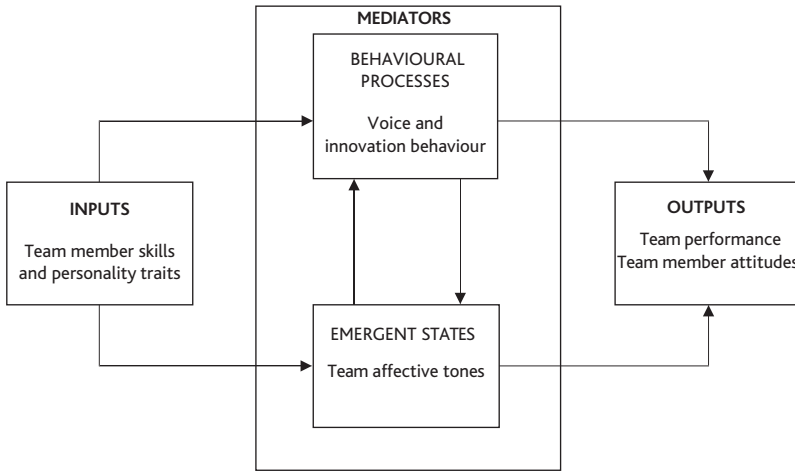 MEDIATORS
BEHAVIOURAL
PROCESSES
Voice and
innovation behaviour
INPUTS
Team member skills
and personality traits
OUTPUTS
Team performance
Team member attitudes
EMERGENT STATES
Team affective tones